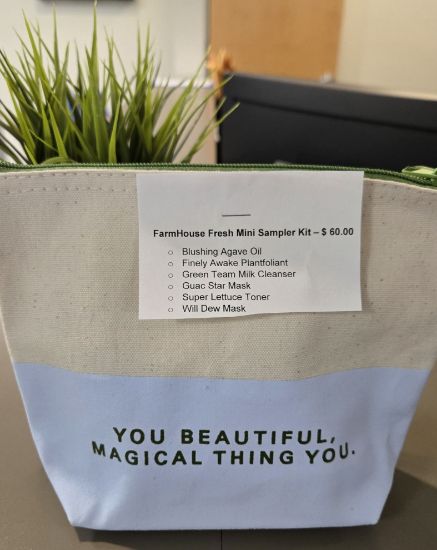 FarmHouse Fresh Mini Sampler Kit – $ 60.00
o Blushing Agave Oil
o Finely Awake Plantfoliant
o Green Team Milk Cleanser
o Guac Star Mask
o Super Lettuce Toner
o Will Dew Mask
YOU BEAUTIFUL,
MAGICAL THING YOU.